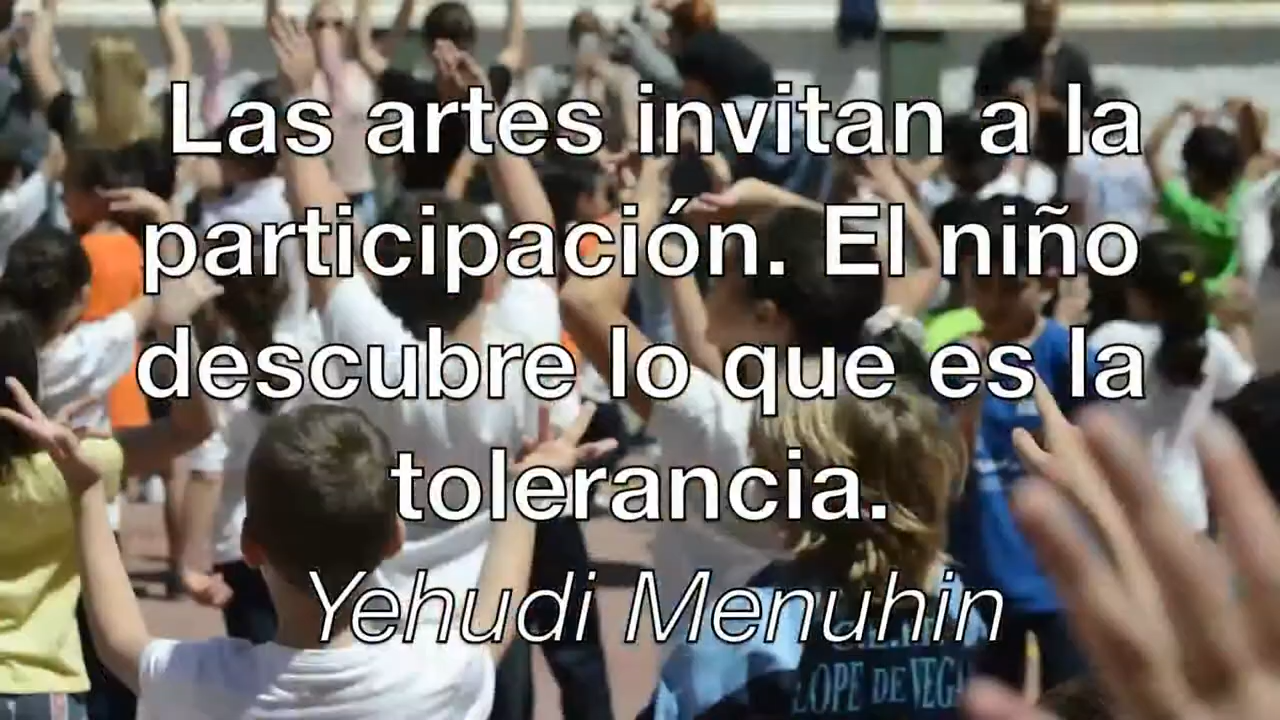 Las artes invitan a la
participación. El niño
descubre lo que es la
tolerancia.
Yehudi Menuhin
LOPE DE VEGA